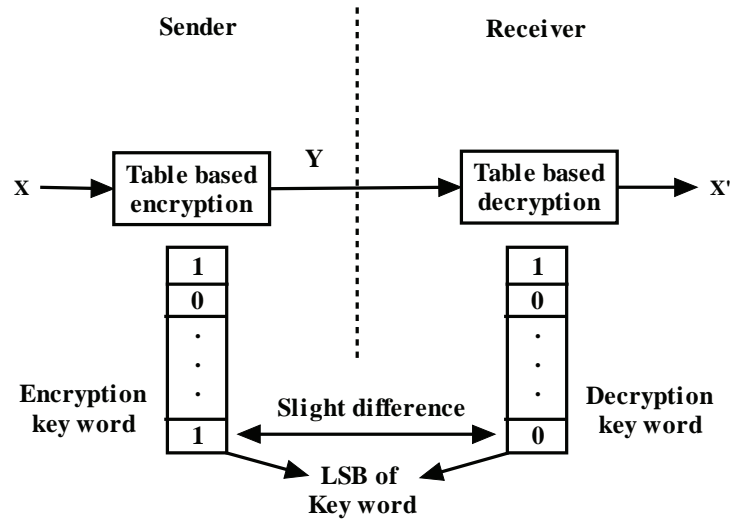 Sender
Receiver
X
Table based
encryption
Y
Table based
decryption
X'
1
0
.
.
.
1
1
0
.
.
.
0
Encryption
key word
Slight difference
Decryption
key word
LSB of
Key word